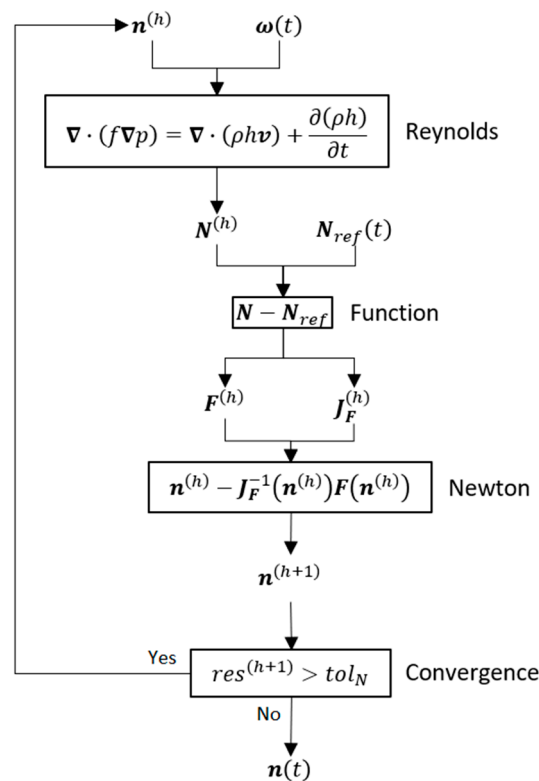 𝒏⁽ʰ⁾ 𝝎(t)
𝛁 · (f𝛁p) = 𝛁 · (ρh𝒗) + ∂(ρh)/∂t Reynolds
𝑵⁽ʰ⁾ 𝑵_ref(t)
𝑵 − 𝑵_ref Function
𝑭⁽ʰ⁾ 𝑱_𝑭⁽ʰ⁾
𝒏⁽ʰ⁾ − 𝑱_𝑭⁻¹(𝒏⁽ʰ⁾)𝑭(𝒏⁽ʰ⁾) Newton
𝒏⁽ʰ⁺¹⁾
Yes
res⁽ʰ⁺¹⁾ > tol_N Convergence
No
𝒏(t)